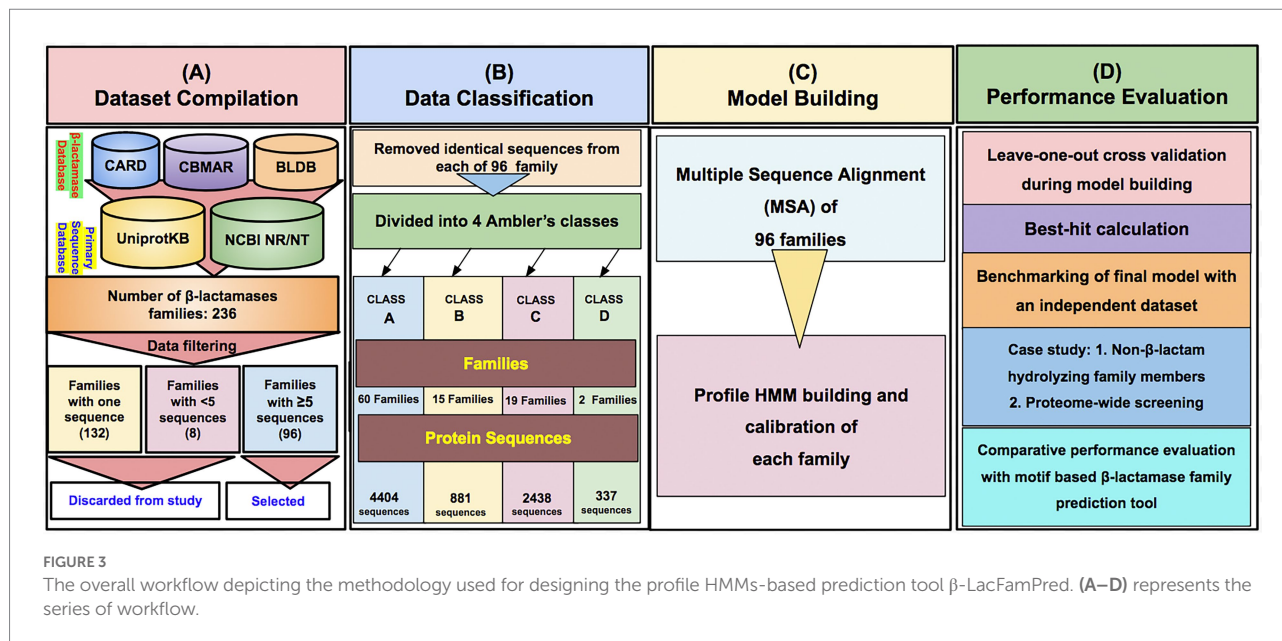 (A)
Dataset Compilation
β-lactamase
Database
CARD
CBMAR
BLDB
Primary
Sequence
Database
UniprotKB
NCBI NR/NT
Number of β-lactamases
families: 236
Data filtering
Families
with one
sequence
(132)
Families
with <5
sequences
(8)
Families
with ≥5
sequences
(96)
Discarded from study
Selected
(B)
Data Classification
Removed identical sequences from
each of 96 family
Divided into 4 Ambler's classes
CLASS
A
CLASS
B
CLASS
C
CLASS
D
Families
60 Families
15 Families
19 Families
2 Families
Protein Sequences
4404
sequences
881
sequences
2438
sequences
337
sequences
(C)
Model Building
Multiple Sequence Alignment
(MSA) of
96 families
Profile HMM building and
calibration of
each family
(D)
Performance Evaluation
Leave-one-out cross validation
during model building
Best-hit calculation
Benchmarking of final model with
an independent dataset
Case study: 1. Non-β-lactam
hydrolyzing family members
2. Proteome-wide screening
Comparative performance evaluation
with motif based β-lactamase family
prediction tool
FIGURE 3
The overall workflow depicting the methodology used for designing the profile HMMs-based prediction tool β-LacFamPred. (A–D) represents the
series of workflow.